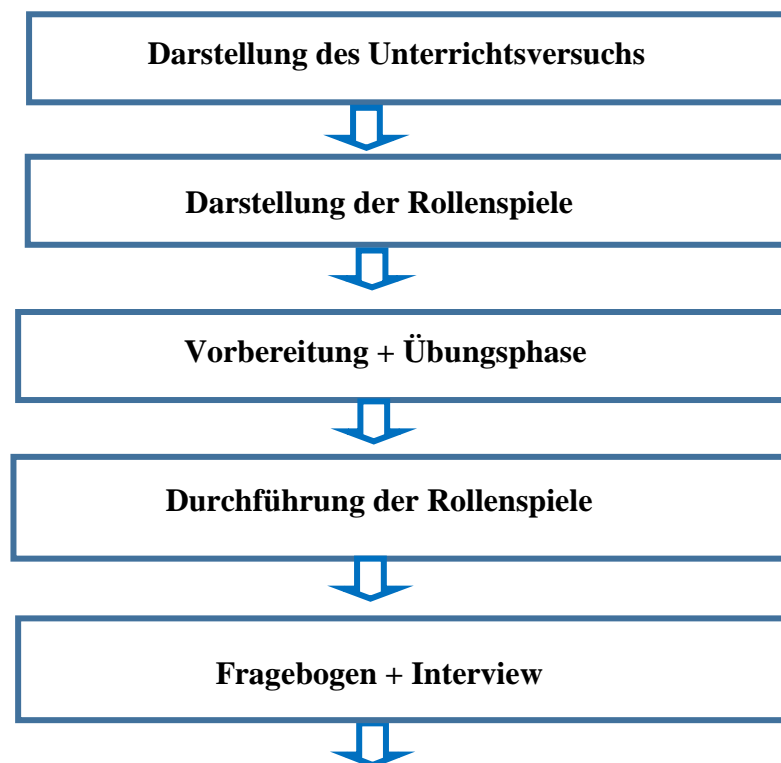 Darstellung des Unterrichtsversuchs
Darstellung der Rollenspiele
Vorbereitung + Übungsphase
Durchführung der Rollenspiele
Fragebogen + Interview